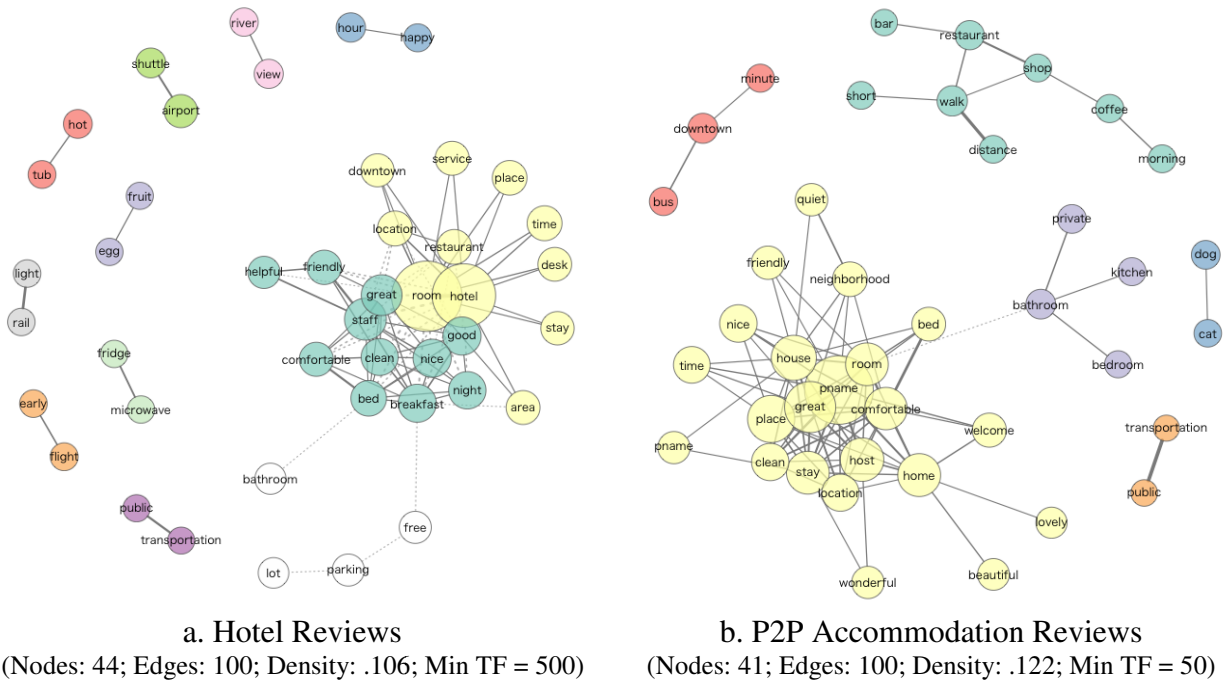 river
view
hour
happy
shuttle
airport
hot
tub
fruit
egg
light
rail
fridge
microwave
early
flight
public
transportation
downtown
service
place
location
restaurant
time
helpful
friendly
desk
great
room
hotel
staff
good
stay
comfortable
clean
nice
bed
breakfast
night
area
bathroom
free
lot
parking
a. Hotel Reviews
(Nodes: 44; Edges: 100; Density: .106; Min TF = 500)
bar
restaurant
shop
minute
short
walk
coffee
downtown
distance
morning
bus
quiet
private
friendly
neighborhood
kitchen
dog
bathroom
nice
bed
cat
time
house
room
bedroom
pname
great
comfortable
place
welcome
transportation
pname
clean
stay
host
home
public
location
lovely
wonderful
beautiful
b. P2P Accommodation Reviews
(Nodes: 41; Edges: 100; Density: .122; Min TF = 50)